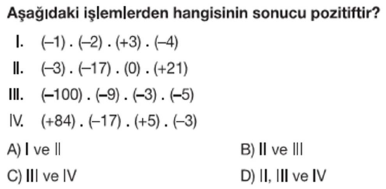 Aşağıdaki işlemlerden hangisinin sonucu pozitiftir?
I. (–1) . (–2) . (+3) . (–4)
II. (–3) . (–17) . (0) . (+21)
III. (–100) . (–9) . (–3) . (–5)
IV. (+84) . (–17) . (+5) . (–3)
A) I ve II B) II ve III
C) III ve IV D) II, III ve IV